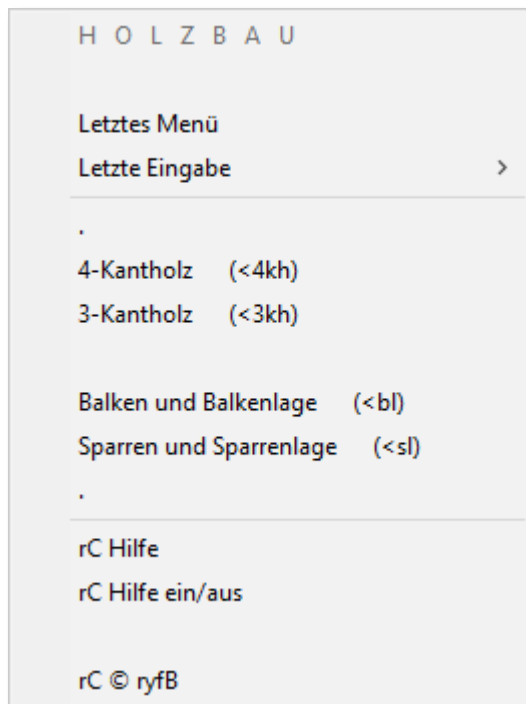 H O L Z B A U
Letztes Menü
Letzte Eingabe
.
4-Kantholz (<4kh)
3-Kantholz (<3kh)
Balken und Balkenlage (<bl)
Sparren und Sparrenlage (<sl)
.
rC Hilfe
rC Hilfe ein/aus
rC © ryfB